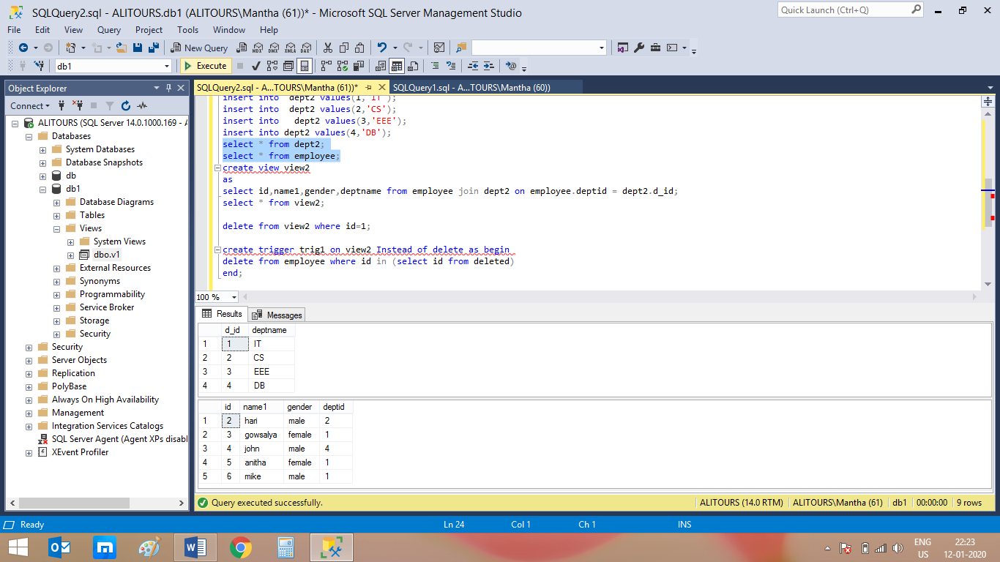 SQLQuery2.sql - ALITOURS.db1 (ALITOURS\Mantha (61))* - Microsoft SQL Server Management Studio
Quick Launch (Ctrl+Q)
File Edit View Query Project Tools Window Help
New Query MDX DMX XMLA DAX
db1 Execute
Object Explorer
Connect
ALITOURS (SQL Server 14.0.1000.169 - A
Databases
System Databases
Database Snapshots
db
db1
Database Diagrams
Tables
Views
System Views
dbo.v1
External Resources
Synonyms
Programmability
Service Broker
Storage
Security
Security
Server Objects
Replication
PolyBase
Always On High Availability
Management
Integration Services Catalogs
SQL Server Agent (Agent XPs disabl
XEvent Profiler
SQLQuery2.sql - A...TOURS\Mantha (61))* SQLQuery1.sql - A...TOURS\Mantha (60))
insert into  dept2 values(1,'IT');
insert into  dept2 values(2,'CS');
insert into   dept2 values(3,'EEE');
insert into dept2 values(4,'DB');
select * from dept2;
select * from employee;
create view view2
as
select id,name1,gender,deptname from employee join dept2 on employee.deptid = dept2.d_id;
select * from view2;
delete from view2 where id=1;
create trigger trig1 on view2 Instead of delete as begin
delete from employee where id in (select id from deleted)
end;
100 %
Results Messages
d_id deptname
1 1 IT
2 2 CS
3 3 EEE
4 4 DB
id name1 gender deptid
1 2 hari male 2
2 3 gowsalya female 1
3 4 john male 4
4 5 anitha female 1
5 6 mike male 1
Query executed successfully. ALITOURS (14.0 RTM) ALITOURS\Mantha (61) db1 00:00:00 9 rows
Ready Ln 24 Col 1 Ch 1 INS
ENG 22:23
US 12-01-2020